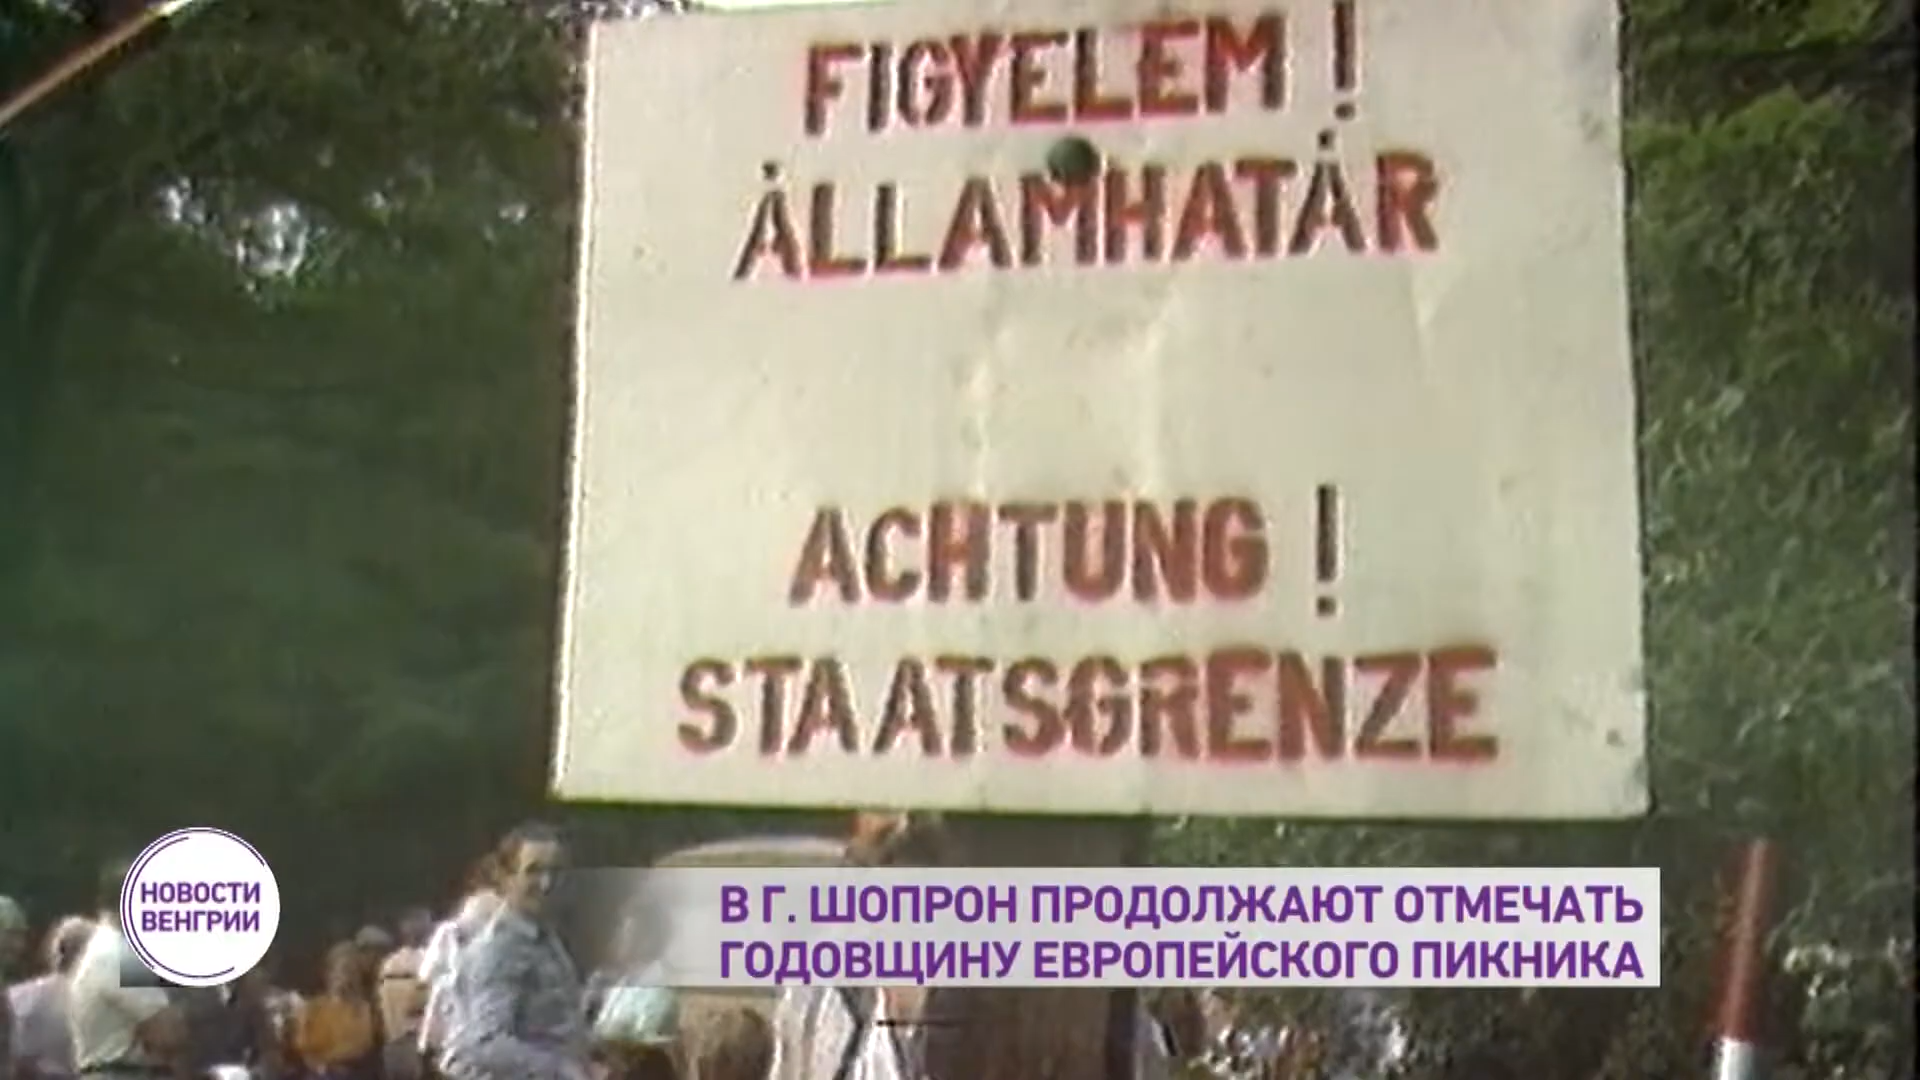 FIGYELEM !
ÁLLAMHATÁR
ACHTUNG !
STAATSGRENZE
НОВОСТИ
ВЕНГРИИ
В Г. ШОПРОН ПРОДОЛЖАЮТ ОТМЕЧАТЬ
ГОДОВЩИНУ ЕВРОПЕЙСКОГО ПИКНИКА